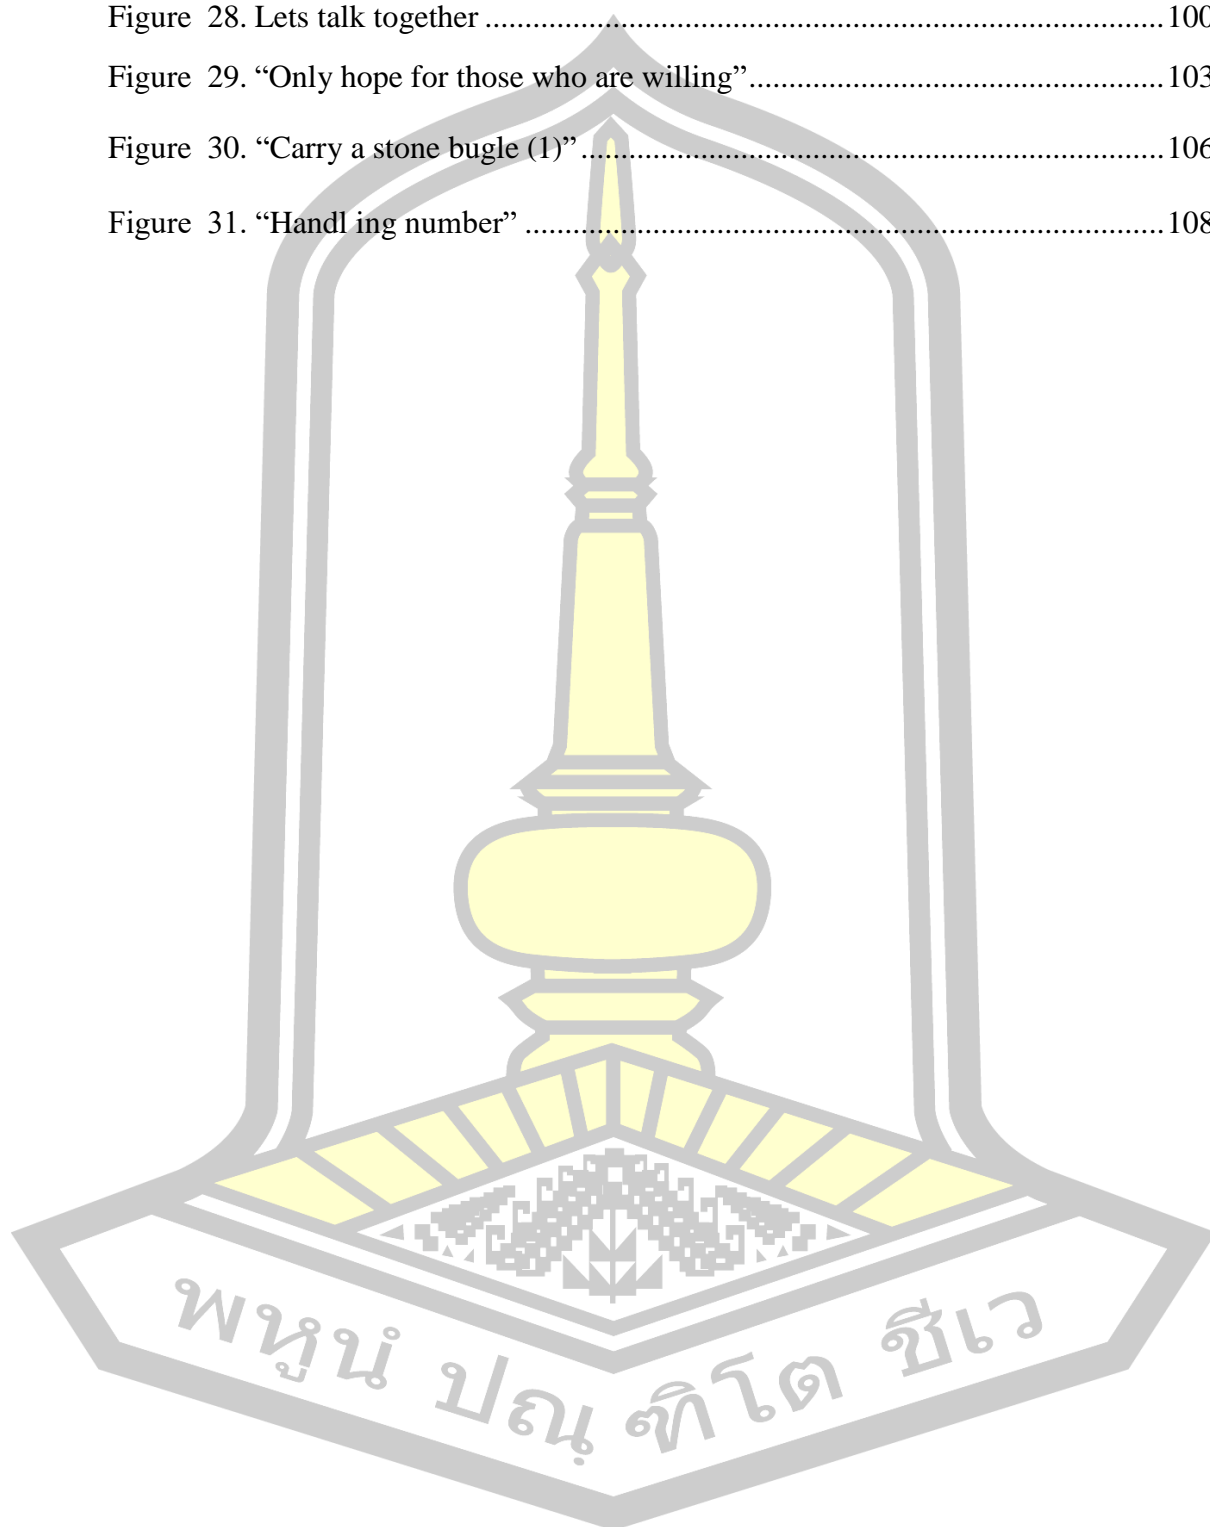 Figure 28. Lets talk together ........................................................................................ 100
Figure 29. “Only hope for those who are willing” ...................................................... 103
Figure 30. “Carry a stone bugle (1)” ............................................................................ 106
Figure 31. “Handl ing number” .................................................................................... 108
พหูนํ ปณฺฑิโต ชีเว